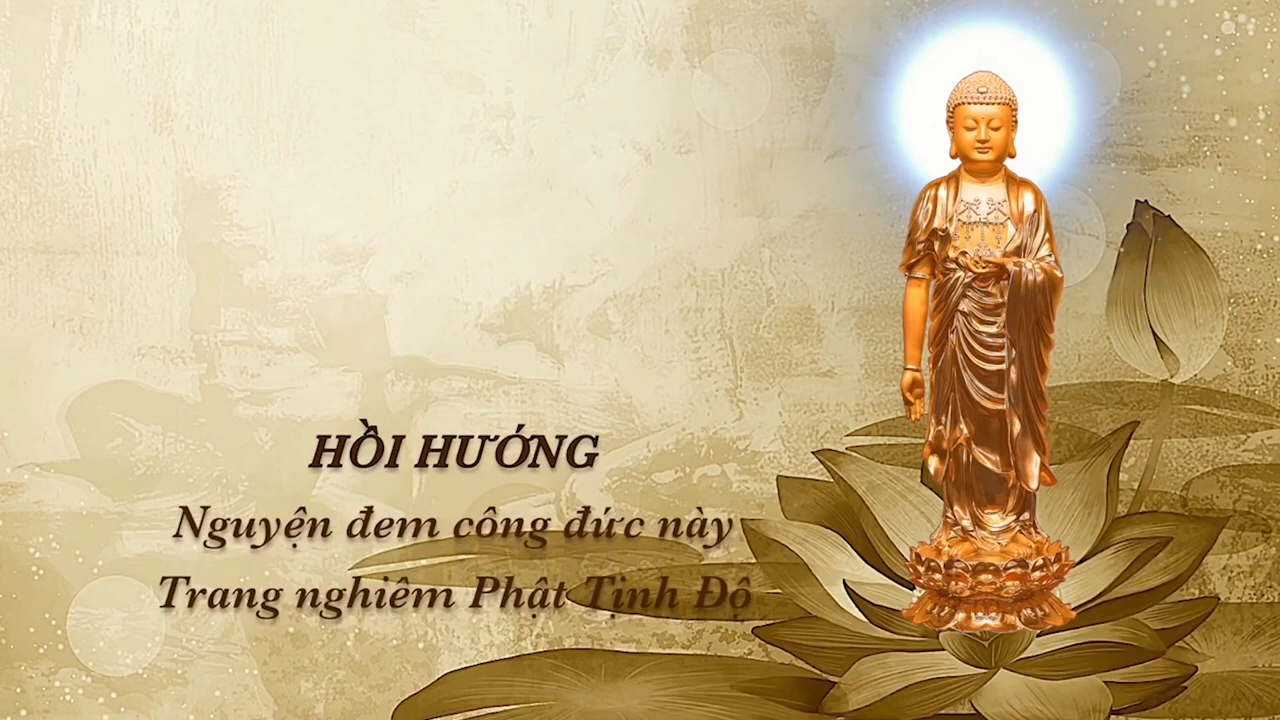 HỒI HƯỚNG
Nguyện đem công đức này
Trang nghiêm Phật Tịnh Độ